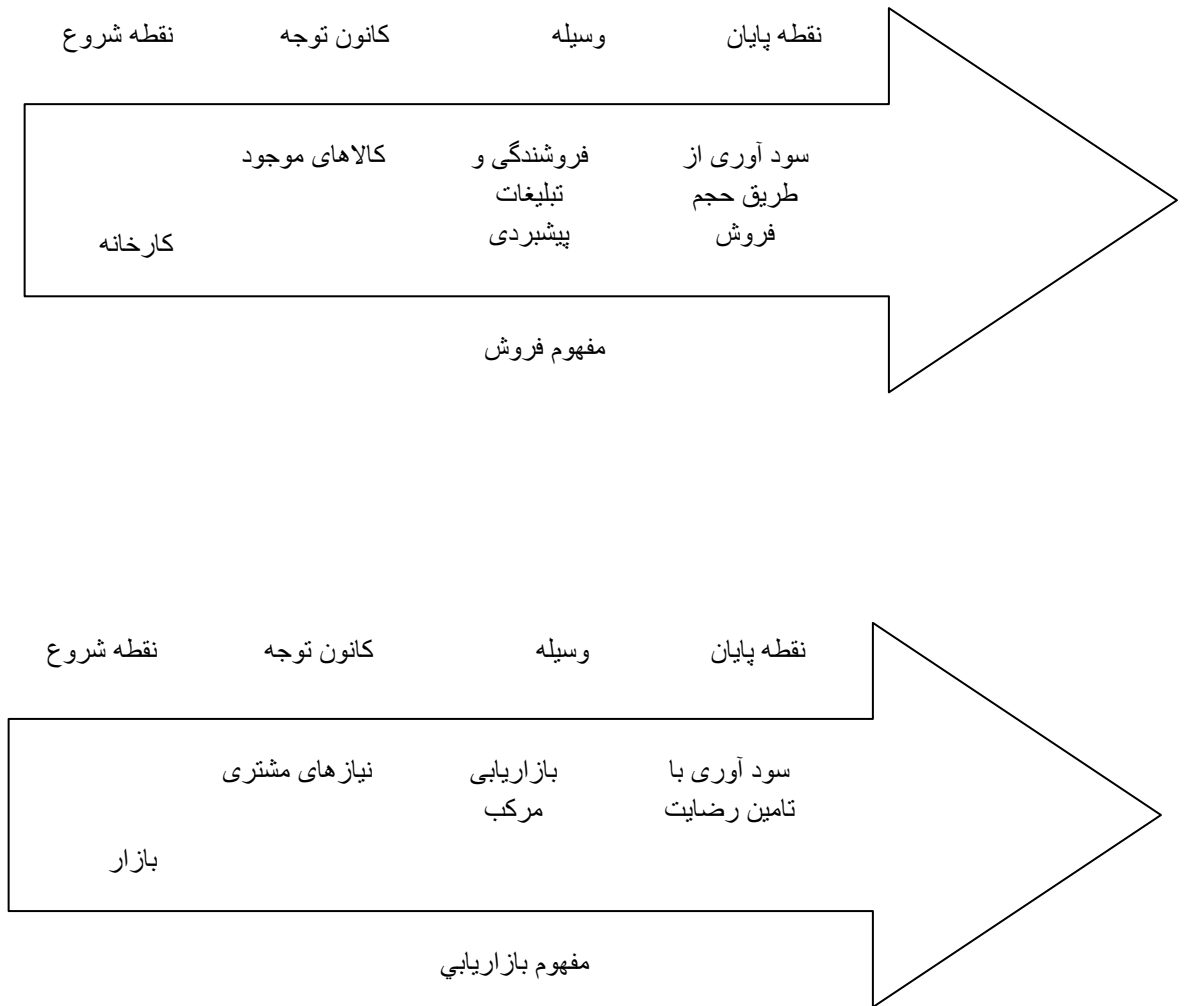 نقطه شروع کانون توجه وسیله نقطه پایان
کالاهای موجود
فروشندگی و
تبلیغات
پیشبردی
سود آوری از
طریق حجم
فروش
کارخانه
مفهوم فروش
نقطه شروع کانون توجه وسیله نقطه پایان
نیازهای مشتری
بازاریابی
مرکب
سود آوری با
تامین رضایت
بازار
مفهوم بازاریابي